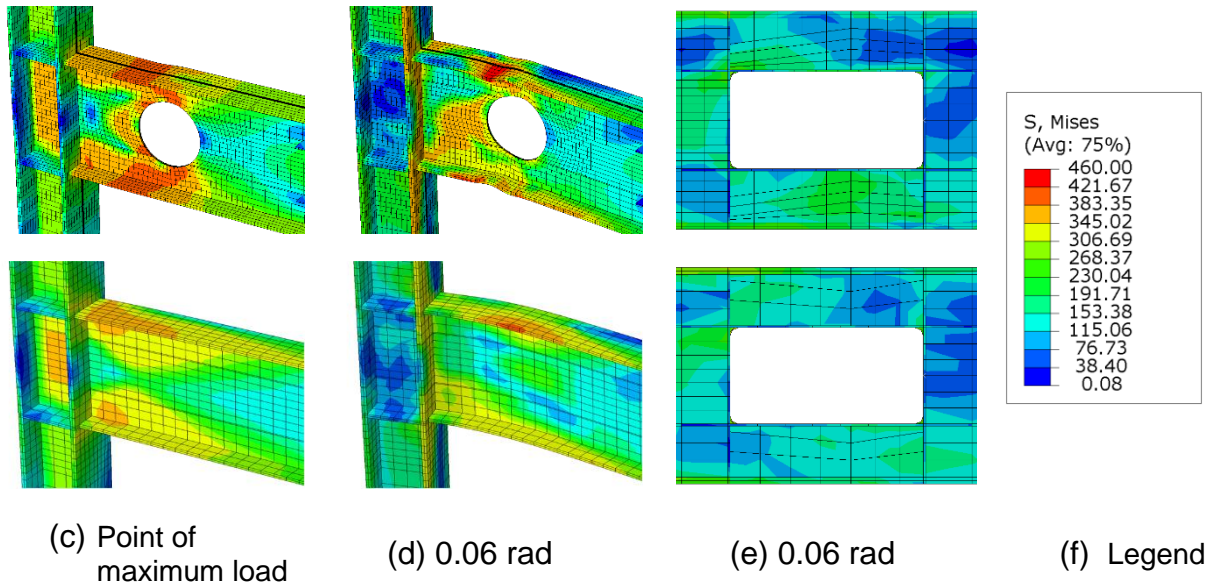 S, Mises
(Avg: 75%)
460.00
421.67
383.35
345.02
306.69
268.37
230.04
191.71
153.38
115.06
76.73
38.40
0.08
(c) Point of
maximum load
(d) 0.06 rad
(e) 0.06 rad
(f) Legend